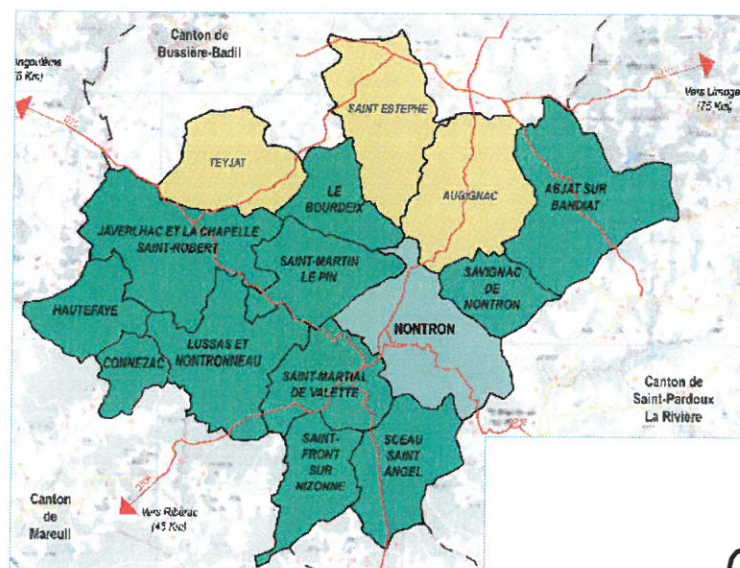 Canton de
Bussière-Badil
Angoulême
Vers Limoges
(75 Km)
SAINT ESTEPHE
TEYJAT
AUGIGNAC
LE
BOURDEIX
ABJAT SUR
BANDIAT
JAVERLHAC ET LA CHAPELLE
SAINT-ROBERT
SAINT-MARTIN
LE PIN
SAVIGNAC
DE
NONTRON
HAUTEFAYE
NONTRON
CONNEZAC
LUSSAS ET
NONTRONNEAU
SAINT-MARTIAL
DE VALETTE
Canton de
Saint-Pardoux
La Rivière
SAINT-
FRONT
SUR
NIZONNE
SCEAU
SAINT
ANGEL
Canton
de
Mareuil
Vers Ribérac
(45 Km)